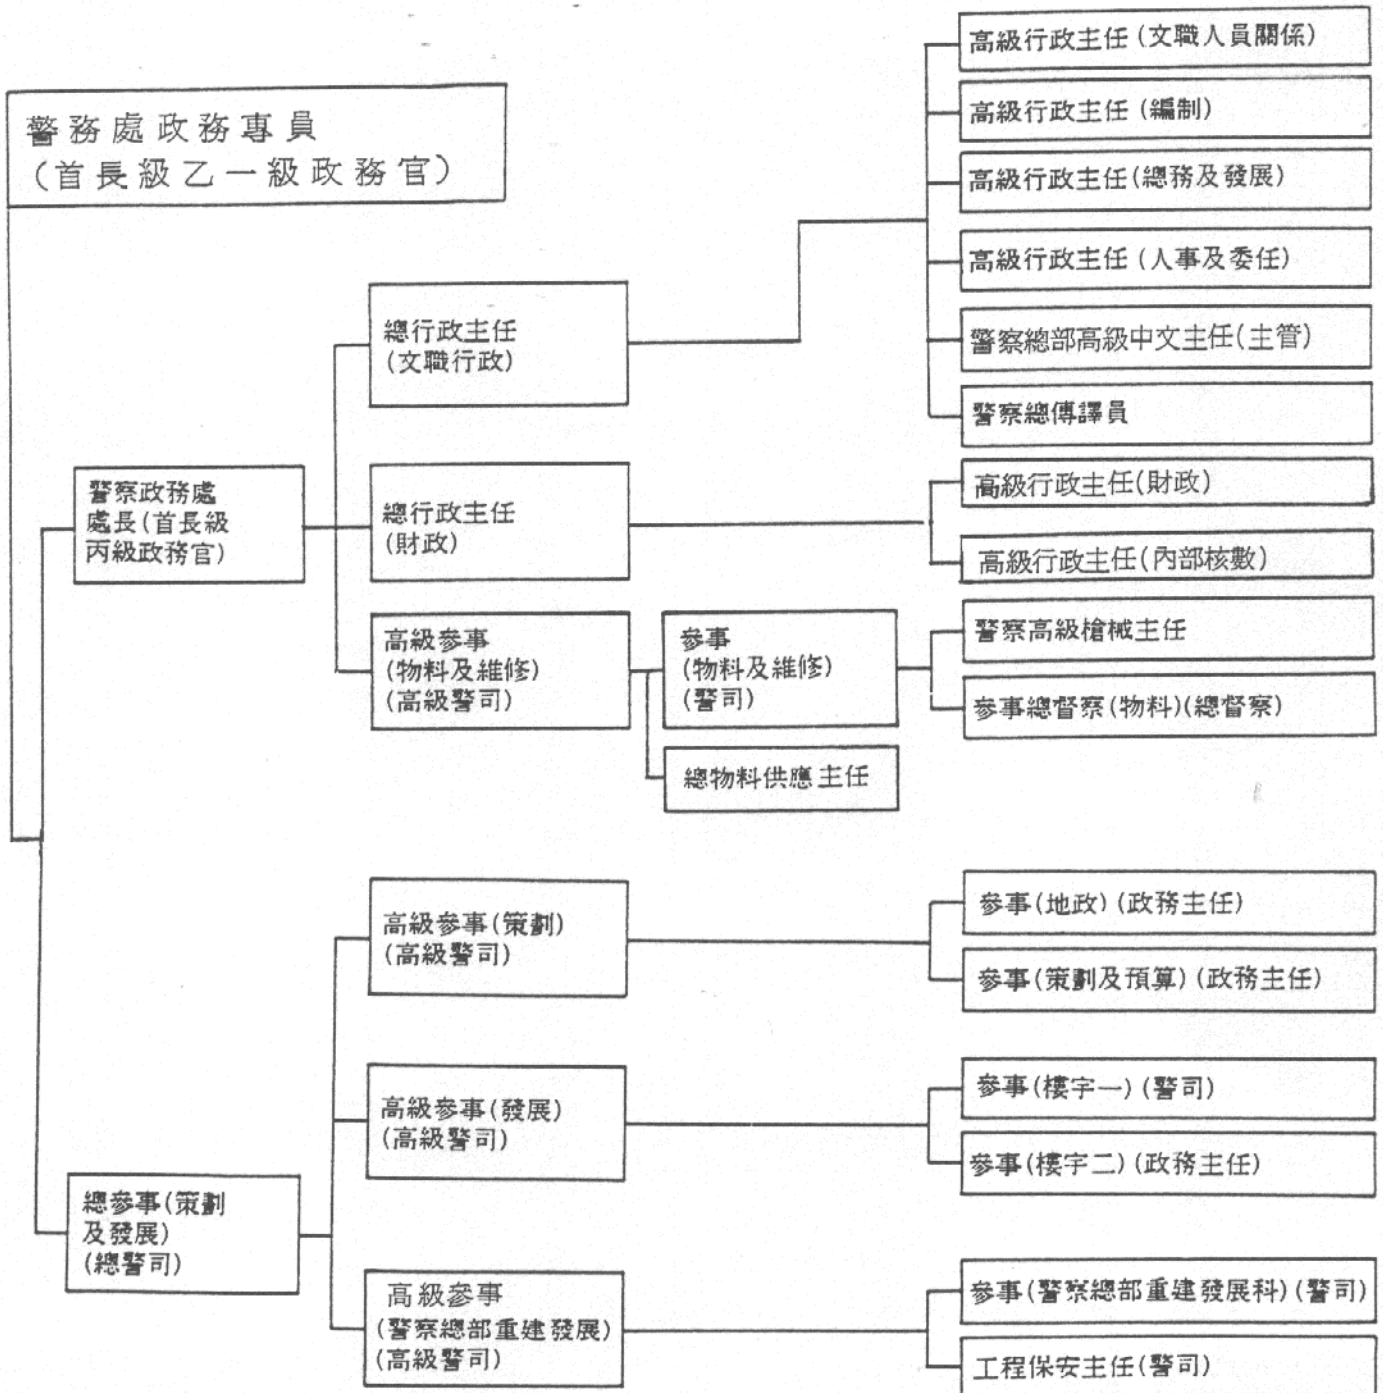 警務處政務專員
(首長級乙一級政務官)
高級行政主任(文職人員關係)
高級行政主任(編制)
高級行政主任(總務及發展)
高級行政主任(人事及委任)
警察總部高級中文主任(主管)
警察總傳譯員
總行政主任
(文職行政)
警察政務處
處長(首長級
丙級政務官)
總行政主任
(財政)
高級行政主任(財政)
高級行政主任(內部核數)
高級參事
(物料及維修)
(高級警司)
參事
(物料及維修)
(警司)
總物料供應主任
警察高級槍械主任
參事總督察(物料)(總督察)
高級參事(策劃)
(高級警司)
參事(地政)(政務主任)
參事(策劃及預算)(政務主任)
高級參事(發展)
(高級警司)
參事(樓宇一)(警司)
參事(樓宇二)(政務主任)
總參事(策劃
及發展)
(總警司)
高級參事
(警察總部重建發展)
(高級警司)
參事(警察總部重建發展科)(警司)
工程保安主任(警司)